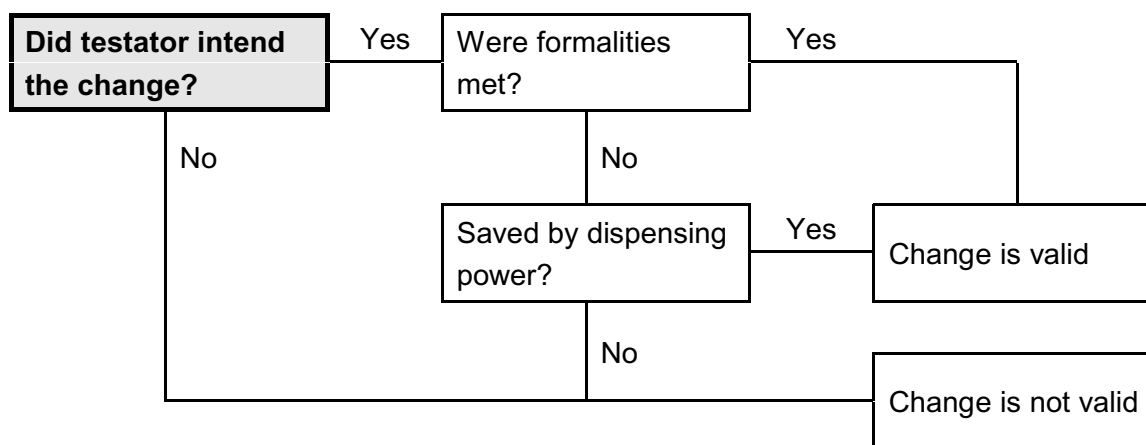 Did testator intend
the change?
Yes
Were formalities
met?
Yes
No
No
Saved by dispensing
power?
Yes
Change is valid
No
Change is not valid